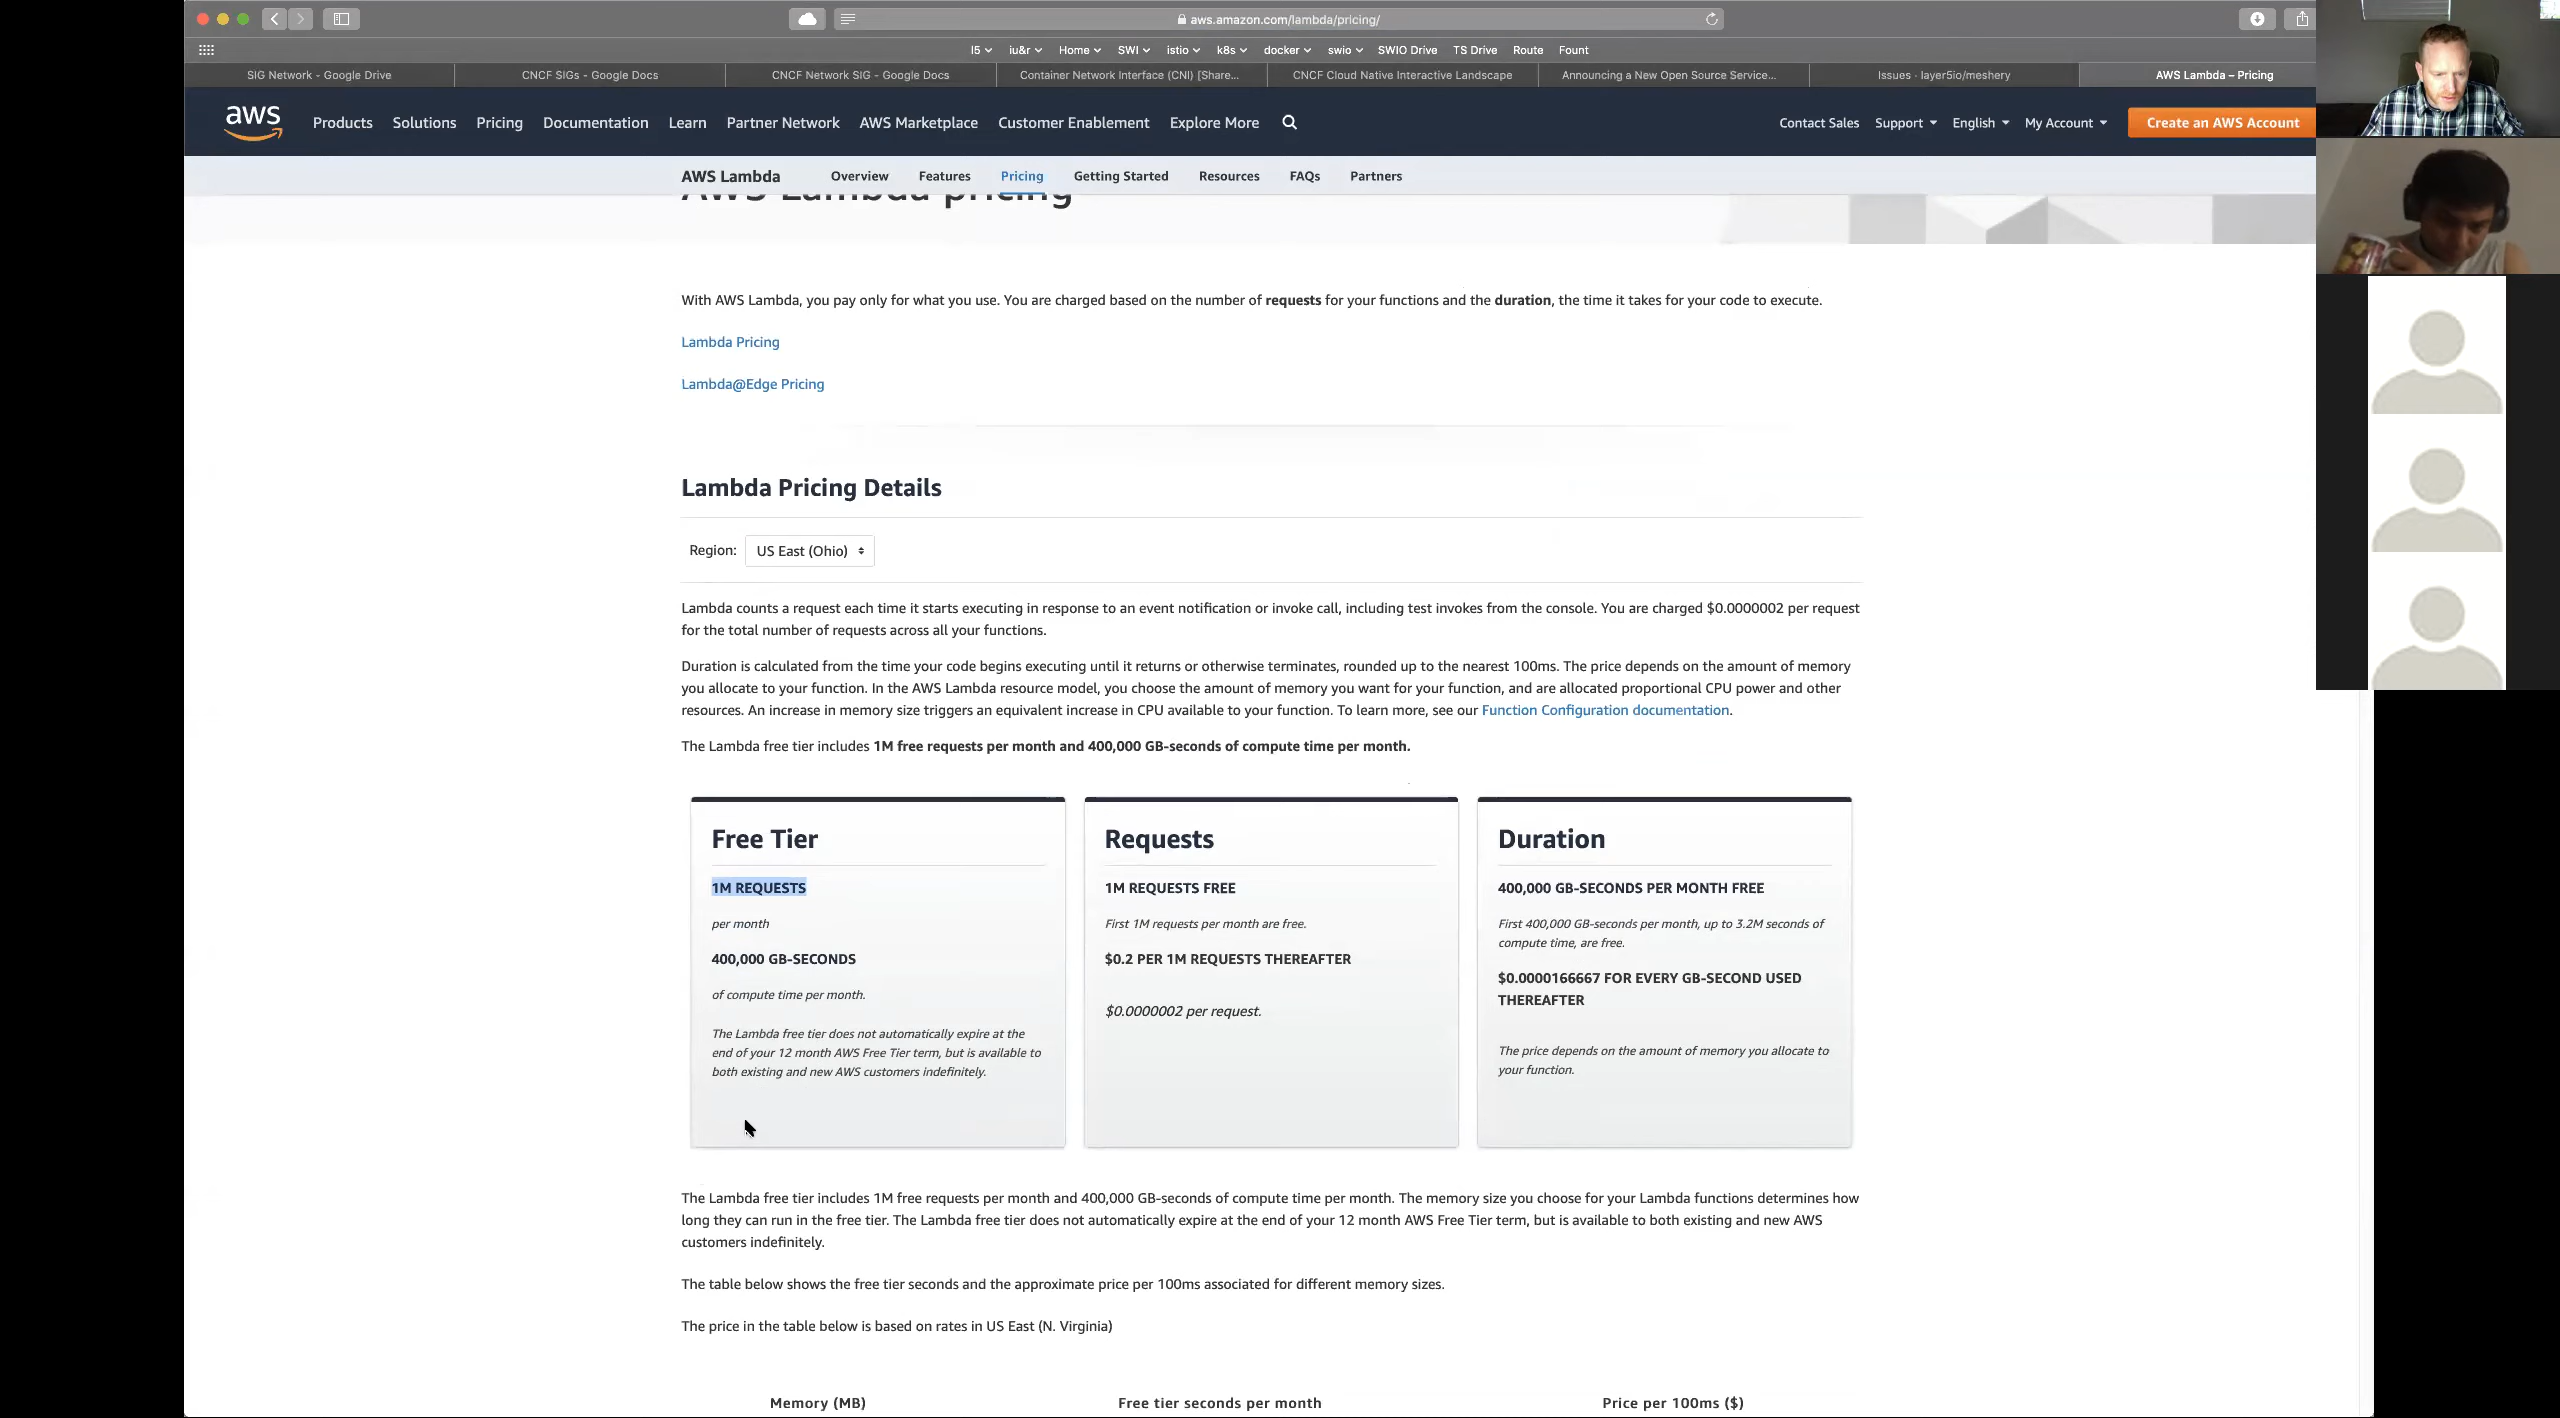 aws.amazon.com/lambda/pricing/
l5 iu&r Home SWI istio k8s docker swio SWIO Drive TS Drive Route Fount
SIG Network - Google Drive CNCF SIGs - Google Docs CNCF Network SIG - Google Docs Container Network Interface (CNI) [Share... CNCF Cloud Native Interactive Landscape Announcing a New Open Source Service... Issues · layer5io/meshery AWS Lambda – Pricing
aws Products Solutions Pricing Documentation Learn Partner Network AWS Marketplace Customer Enablement Explore More Contact Sales Support English My Account Create an AWS Account
AWS Lambda Overview Features Pricing Getting Started Resources FAQs Partners
AWS Lambda pricing
With AWS Lambda, you pay only for what you use. You are charged based on the number of requests for your functions and the duration, the time it takes for your code to execute.
Lambda Pricing
Lambda@Edge Pricing
Lambda Pricing Details
Region: US East (Ohio)
Lambda counts a request each time it starts executing in response to an event notification or invoke call, including test invokes from the console. You are charged $0.0000002 per request
for the total number of requests across all your functions.
Duration is calculated from the time your code begins executing until it returns or otherwise terminates, rounded up to the nearest 100ms. The price depends on the amount of memory
you allocate to your function. In the AWS Lambda resource model, you choose the amount of memory you want for your function, and are allocated proportional CPU power and other
resources. An increase in memory size triggers an equivalent increase in CPU available to your function. To learn more, see our Function Configuration documentation.
The Lambda free tier includes 1M free requests per month and 400,000 GB-seconds of compute time per month.
Free Tier
1M REQUESTS
per month
400,000 GB-SECONDS
of compute time per month.
The Lambda free tier does not automatically expire at the
end of your 12 month AWS Free Tier term, but is available to
both existing and new AWS customers indefinitely.
Requests
1M REQUESTS FREE
First 1M requests per month are free.
$0.2 PER 1M REQUESTS THEREAFTER
$0.0000002 per request.
Duration
400,000 GB-SECONDS PER MONTH FREE
First 400,000 GB-seconds per month, up to 3.2M seconds of
compute time, are free.
$0.0000166667 FOR EVERY GB-SECOND USED
THEREAFTER
The price depends on the amount of memory you allocate to
your function.
The Lambda free tier includes 1M free requests per month and 400,000 GB-seconds of compute time per month. The memory size you choose for your Lambda functions determines how
long they can run in the free tier. The Lambda free tier does not automatically expire at the end of your 12 month AWS Free Tier term, but is available to both existing and new AWS
customers indefinitely.
The table below shows the free tier seconds and the approximate price per 100ms associated for different memory sizes.
The price in the table below is based on rates in US East (N. Virginia)
Memory (MB) Free tier seconds per month Price per 100ms ($)